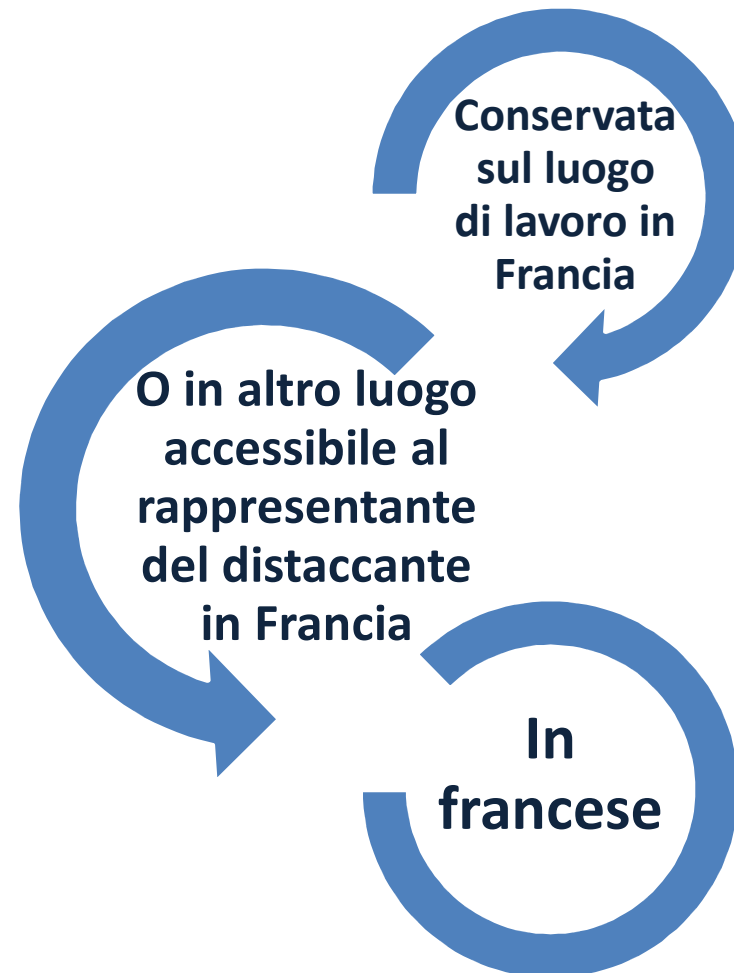 Conservata
sul luogo
di lavoro in
Francia
O in altro luogo
accessibile al
rappresentante
del distaccante
in Francia
In
francese